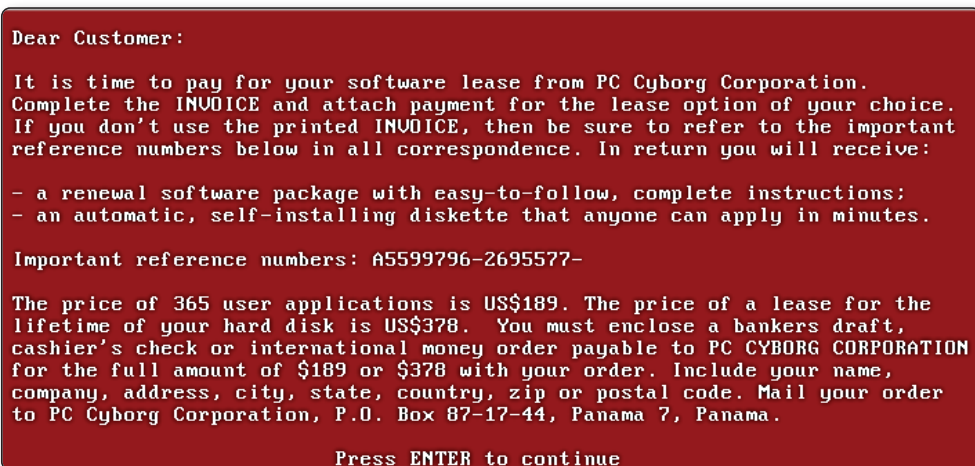 Dear Customer:
It is time to pay for your software lease from PC Cyborg Corporation.
Complete the INVOICE and attach payment for the lease option of your choice.
If you don't use the printed INVOICE, then be sure to refer to the important
reference numbers below in all correspondence. In return you will receive:
- a renewal software package with easy-to-follow, complete instructions;
- an automatic, self-installing diskette that anyone can apply in minutes.
Important reference numbers: A5599796-2695577-
The price of 365 user applications is US$189. The price of a lease for the
lifetime of your hard disk is US$378.  You must enclose a bankers draft,
cashier's check or international money order payable to PC CYBORG CORPORATION
for the full amount of $189 or $378 with your order. Include your name,
company, address, city, state, country, zip or postal code. Mail your order
to PC Cyborg Corporation, P.O. Box 87-17-44, Panama 7, Panama.
Press ENTER to continue